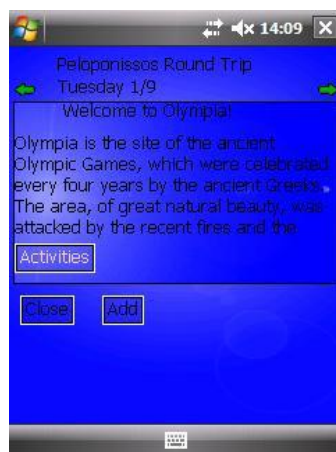 14:09
Peloponissos Round Trip
Tuesday 1/9
Welcome to Olympia!
Olympia is the site of the ancient
Olympic Games, which were celebrated
every four years by the ancient Greeks.
The area, of great natural beauty, was
attacked by the recent fires and the
Activities
Close Add